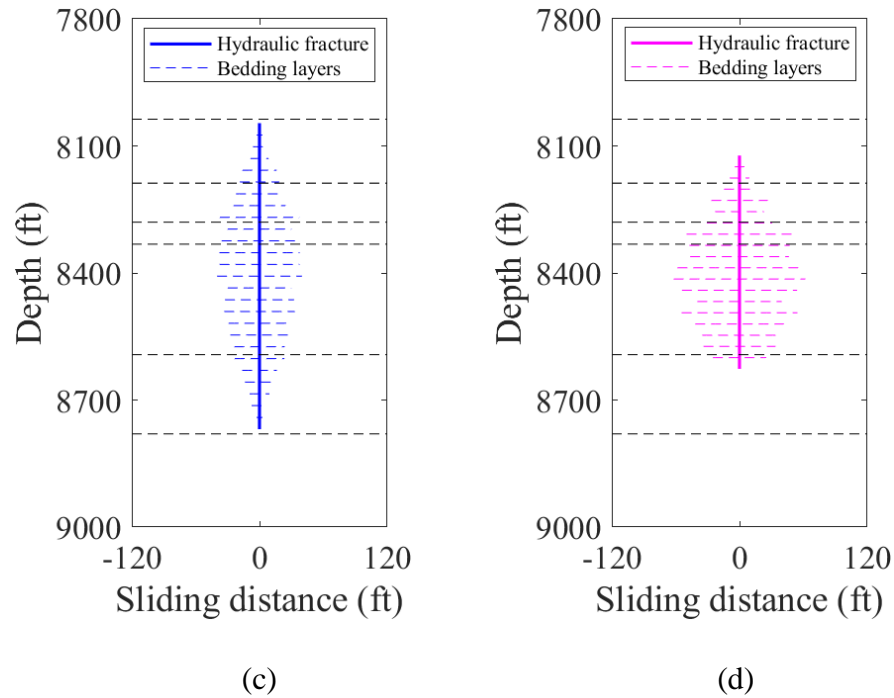 7800
8100
8400
8700
9000
Depth (ft)
Hydraulic fracture
Bedding layers
-120
0
120
Sliding distance (ft)
(c)
7800
8100
8400
8700
9000
Depth (ft)
Hydraulic fracture
Bedding layers
-120
0
120
Sliding distance (ft)
(d)